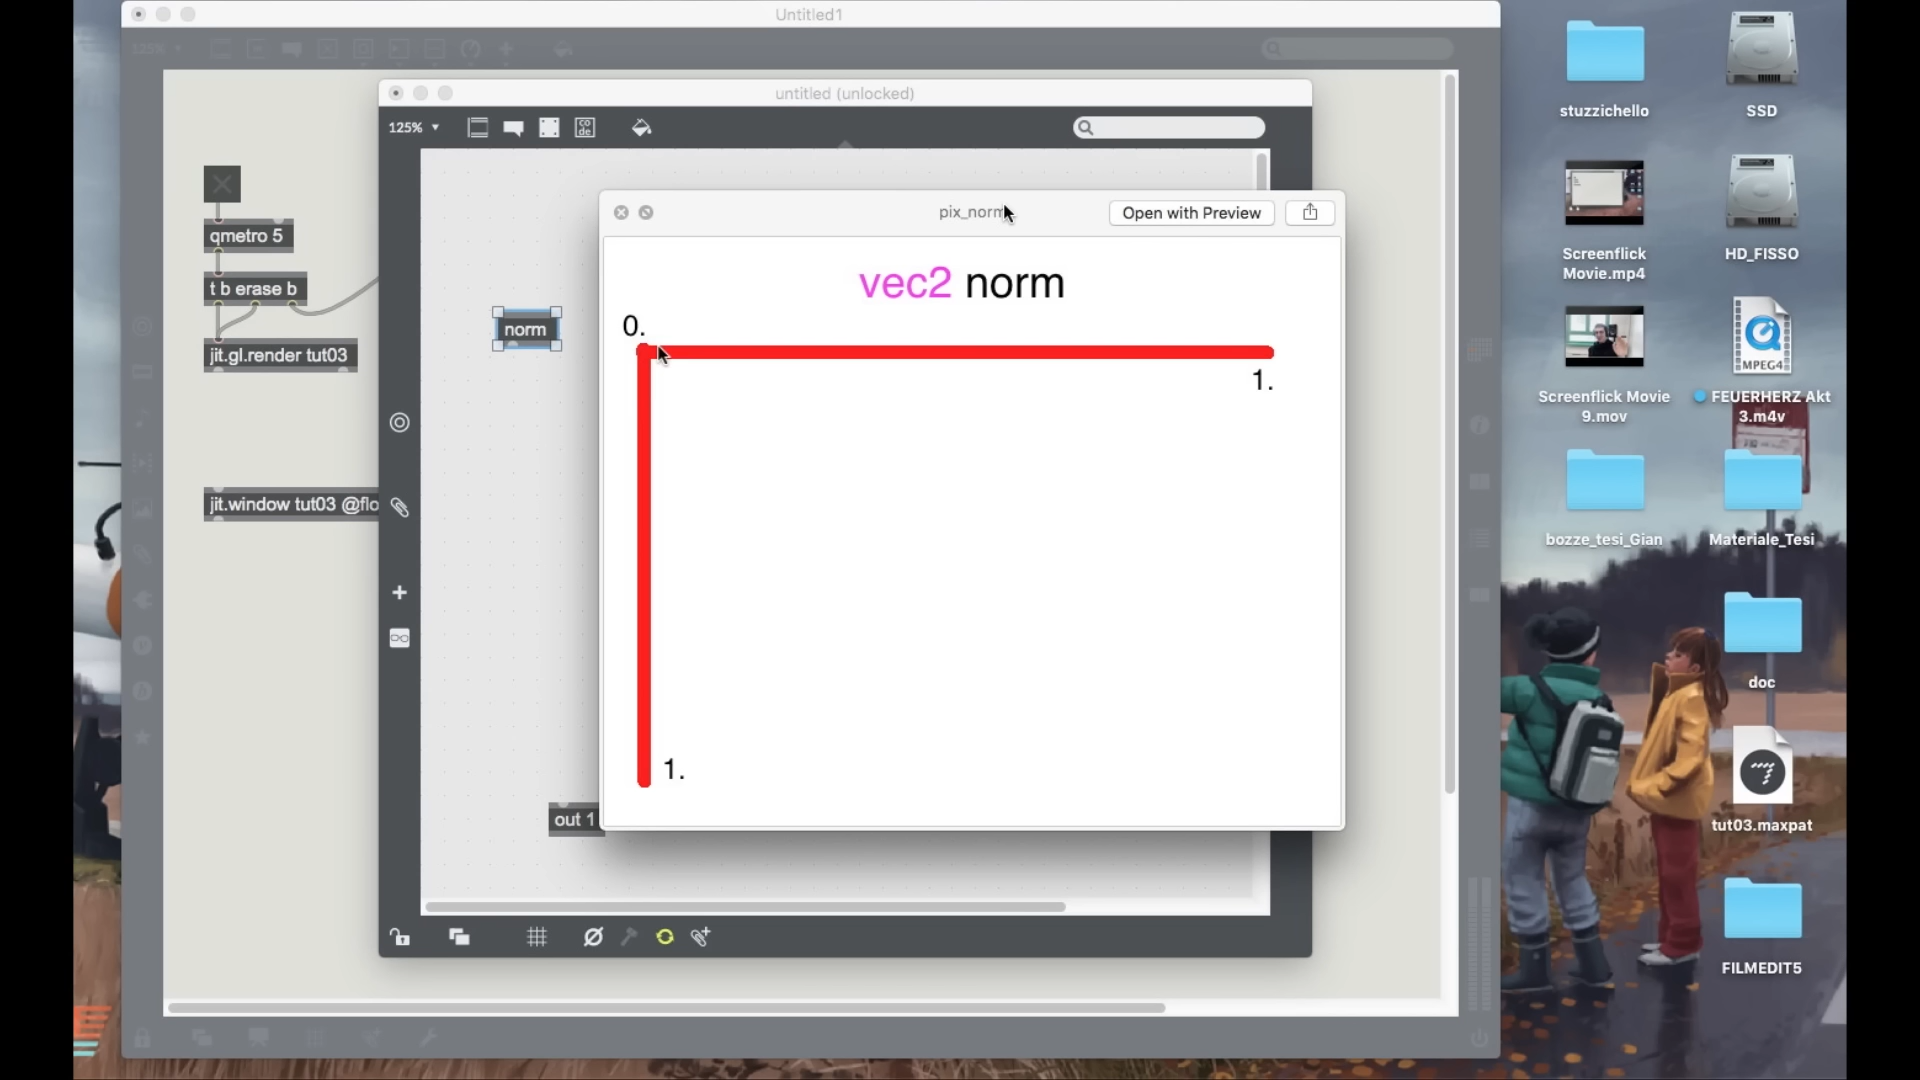 Untitled1
125%
untitled (unlocked)
125%
qmetro 5
t b erase b
jit.gl.render tut03
jit.window tut03 @flo
norm
out 1
pix_norm
Open with Preview
vec2 norm
0.
1.
1.
stuzzichello
SSD
Screenflick
Movie.mp4
HD_FISSO
MPEG4
Screenflick Movie
9.mov
FEUERHERZ Akt
3.m4v
bozze_tesi_Gian
Materiale_Tesi
doc
tut03.maxpat
FILMEDIT5